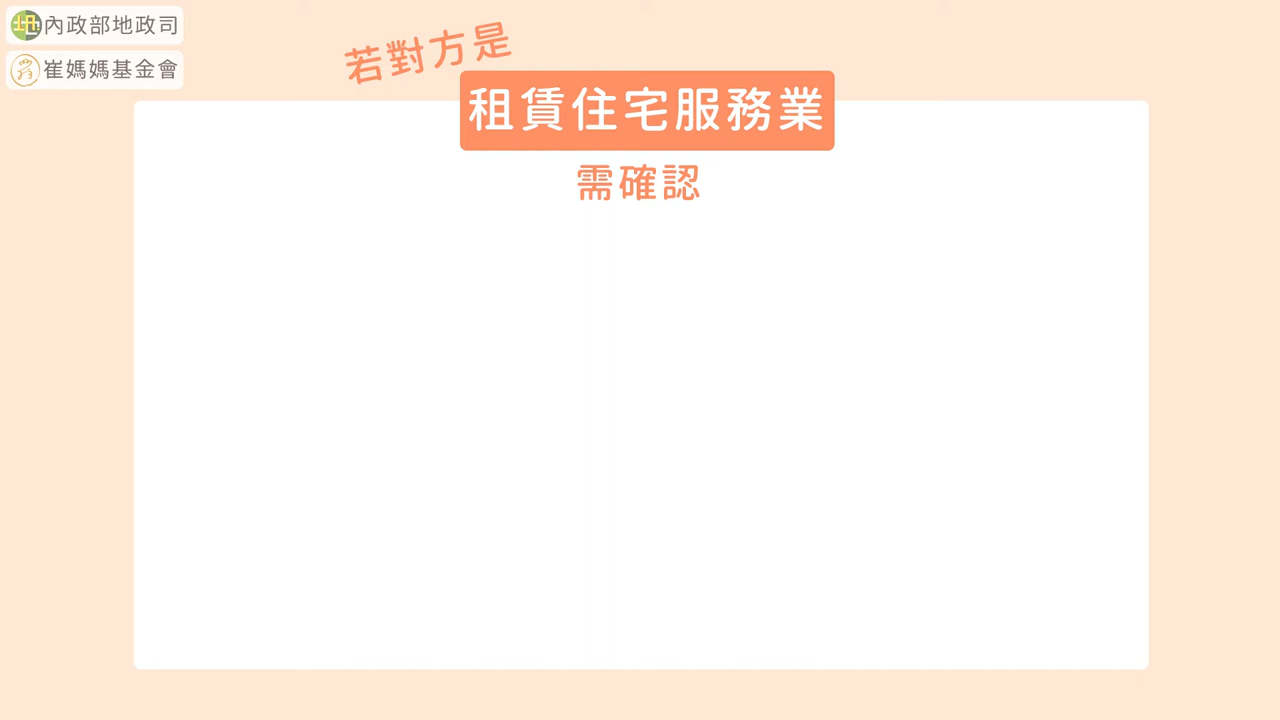 內政部地政司
崔媽媽基金會
若對方是
租賃住宅服務業
需確認